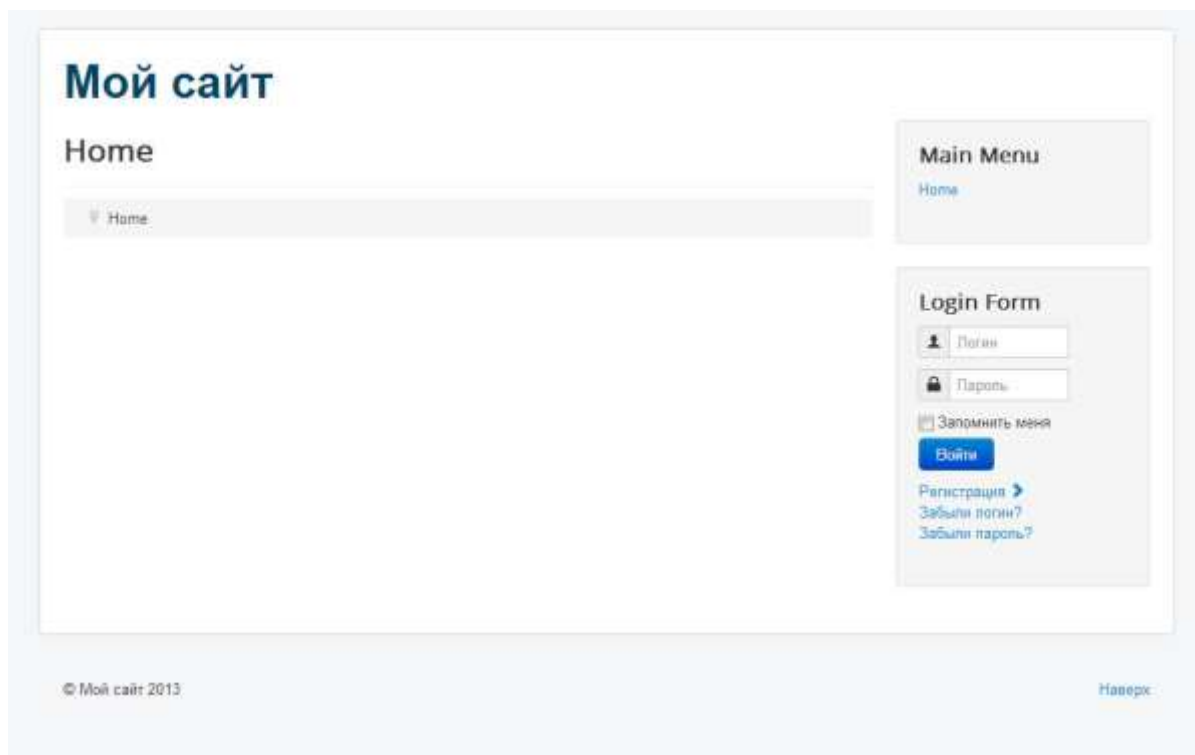 Мой сайт
Home
Home
Main Menu
Home
Login Form
Логин
Пароль
Запомнить меня
Войти
Регистрация
Забыли логин?
Забыли пароль?
© Мой сайт 2013
Наверх